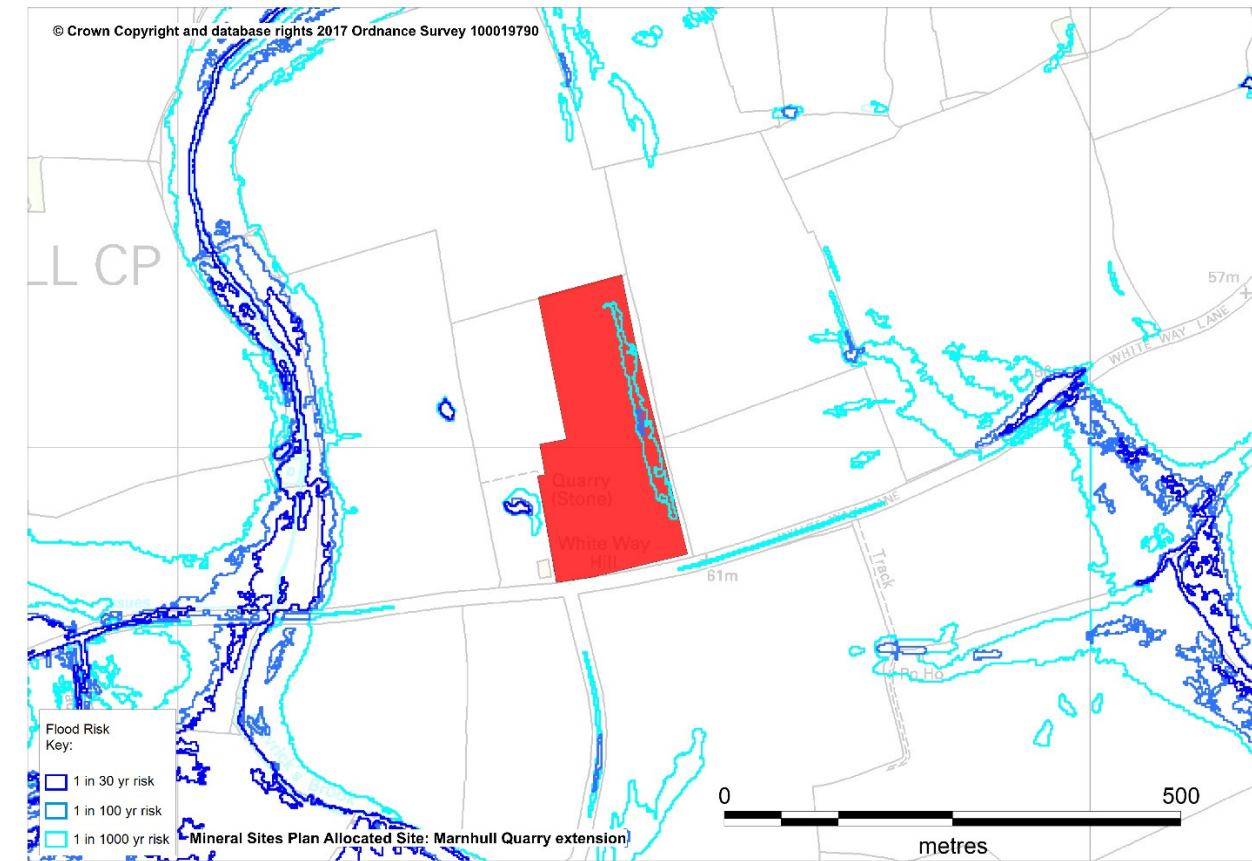 © Crown Copyright and database rights 2017 Ordnance Survey 100019790
LL CP
57m
WHITE WAY LANE
Quarry
(Stone)
White Way
Hill
61m
Track
Po Ho
Flood Risk
Key:
1 in 30 yr risk
1 in 100 yr risk
1 in 1000 yr risk
Mineral Sites Plan Allocated Site: Marnhull Quarry extension
0
500
metres